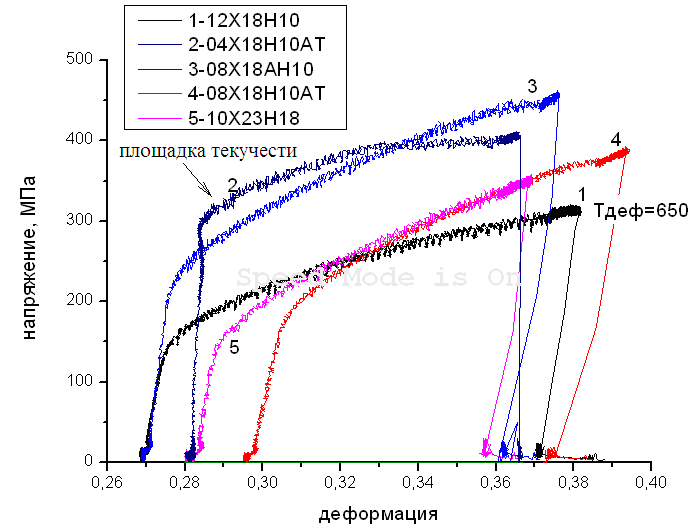 1-12Х18Н10
2-04Х18Н10АТ
3-08Х18АН10
4-08Х18Н10АТ
5-10Х23Н18
площадка текучести
напряжение, МПа
500
400
300
200
100
0
2
3
4
1
5
Тдеф=650
Speed Mode is On
0,26
0,28
0,30
0,32
0,34
0,36
0,38
0,40
деформация